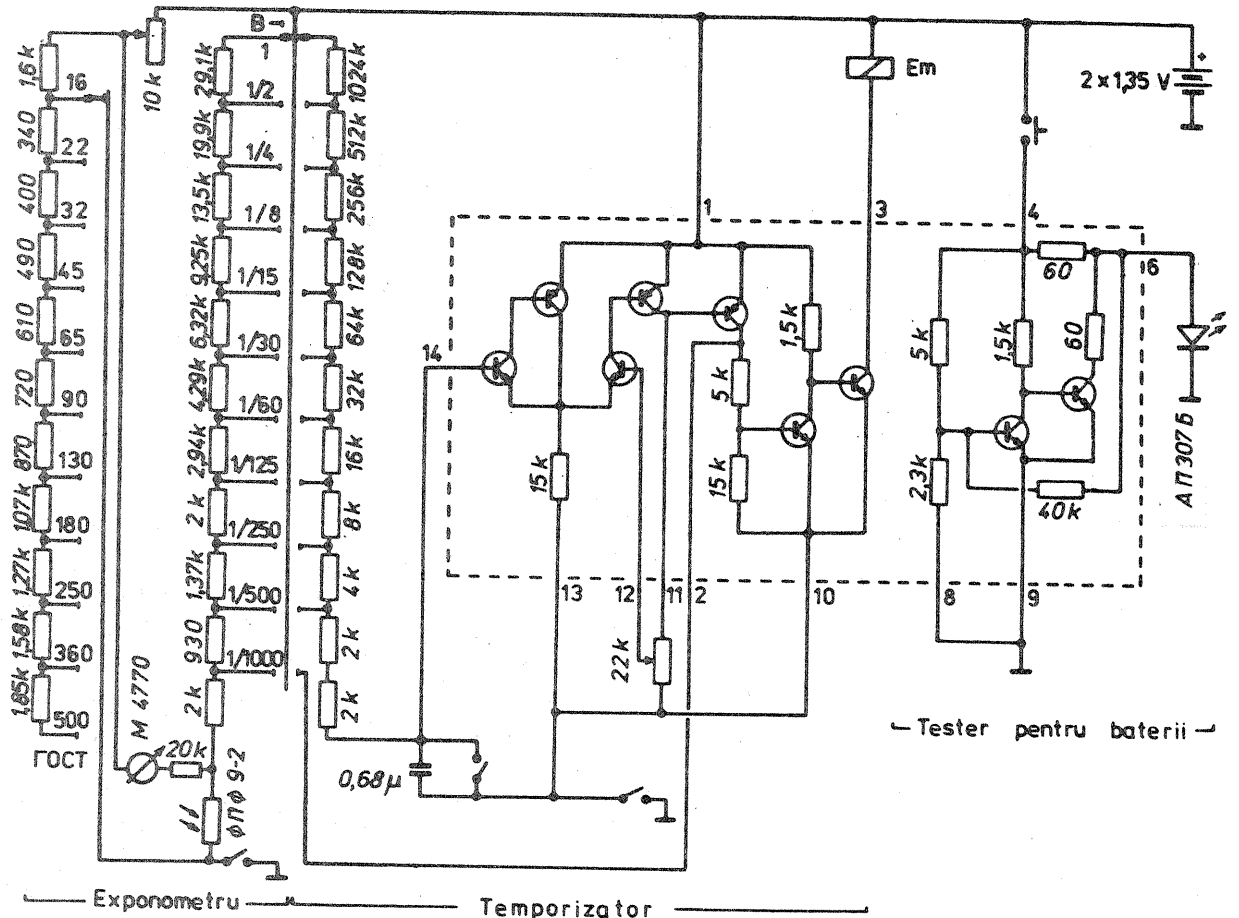 B
1
10k
1,6k
16
340
22
400
32
490
45
610
65
720
90
870
130
1,07k
180
1,27k
250
1,58k
360
1,85k
500
ГОСТ
М 4770
20k
ФПФ 9-2
29,1k
1/2
19,9k
1/4
13,5k
1/8
9,25k
1/15
6,32k
1/30
4,29k
1/60
2,94k
1/125
2k
1/250
1,37k
1/500
930
1/1000
2k
1024k
512k
256k
128k
64k
32k
16k
8k
4k
2k
2k
0,68µ
Em
2×1,35 V
+
1
3
4
6
14
13
12
11
2
10
8
9
15k
5k
15k
1,5k
22k
5k
2,3k
1,5k
60
60
40k
АП307Б
Tester pentru baterii
Exponometru
Temporizator